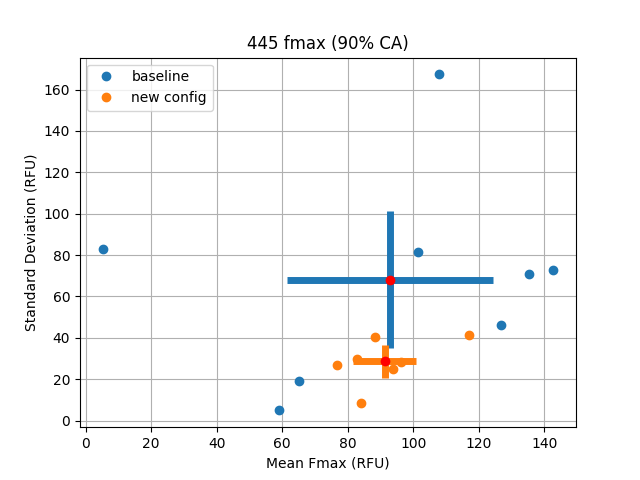 445 fmax (90% CA)
baseline
new config
Standard Deviation (RFU)
160
140
120
100
80
60
40
20
0
0 20 40 60 80 100 120 140
Mean Fmax (RFU)